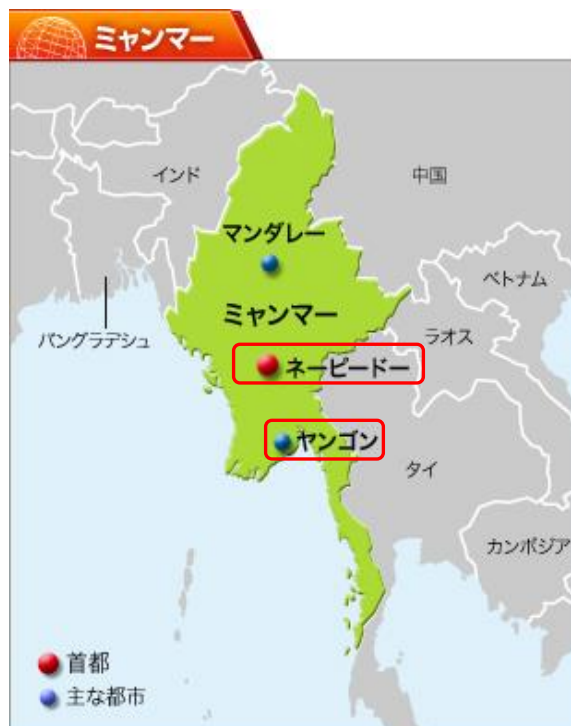 ミャンマー
インド
中国
マンダレー
ベトナム
ミャンマー
ラオス
バングラデシュ
ネーピードー
ヤンゴン
タイ
カンボジア
首都
主な都市